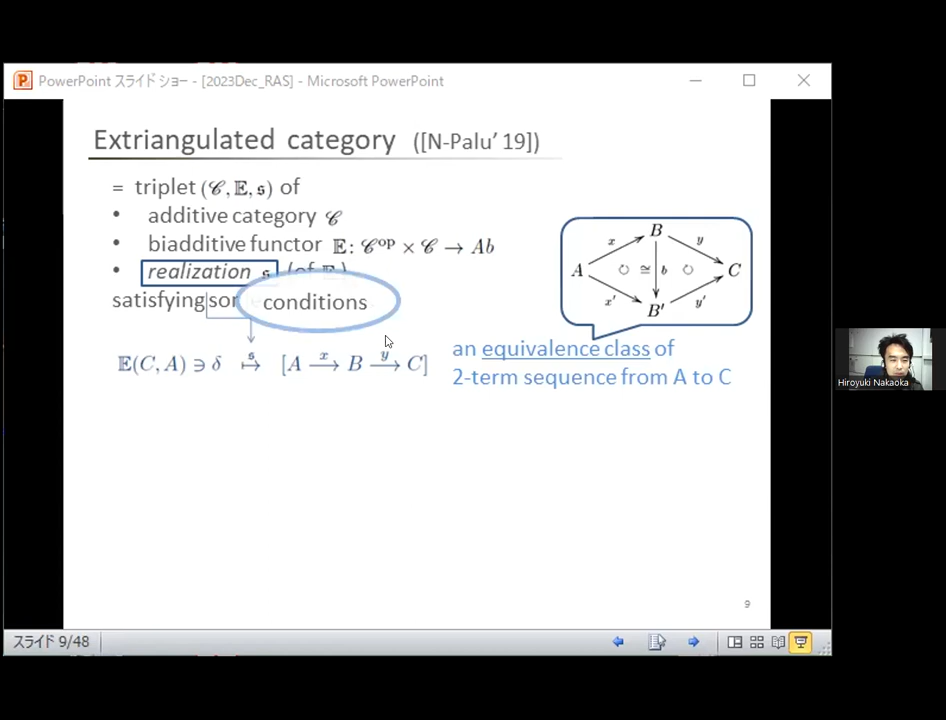 PowerPoint スライド ショー - [2023Dec_RAS] - Microsoft PowerPoint
Extriangulated category ([N-Palu' 19])
= triplet (𝒞, 𝔼, 𝔰) of
• additive category 𝒞
• biadditive functor 𝔼: 𝒞^op × 𝒞 → Ab
• realization 𝔰 (of 𝔼)
satisfying conditions
𝔼(C, A) ∋ δ ↦^𝔰 [A →^x B →^y C]
B
x y
A ↻ ≅ b ↻ C
x' y'
B'
an equivalence class of
2-term sequence from A to C
Hiroyuki Nakaoka
9
スライド 9/48